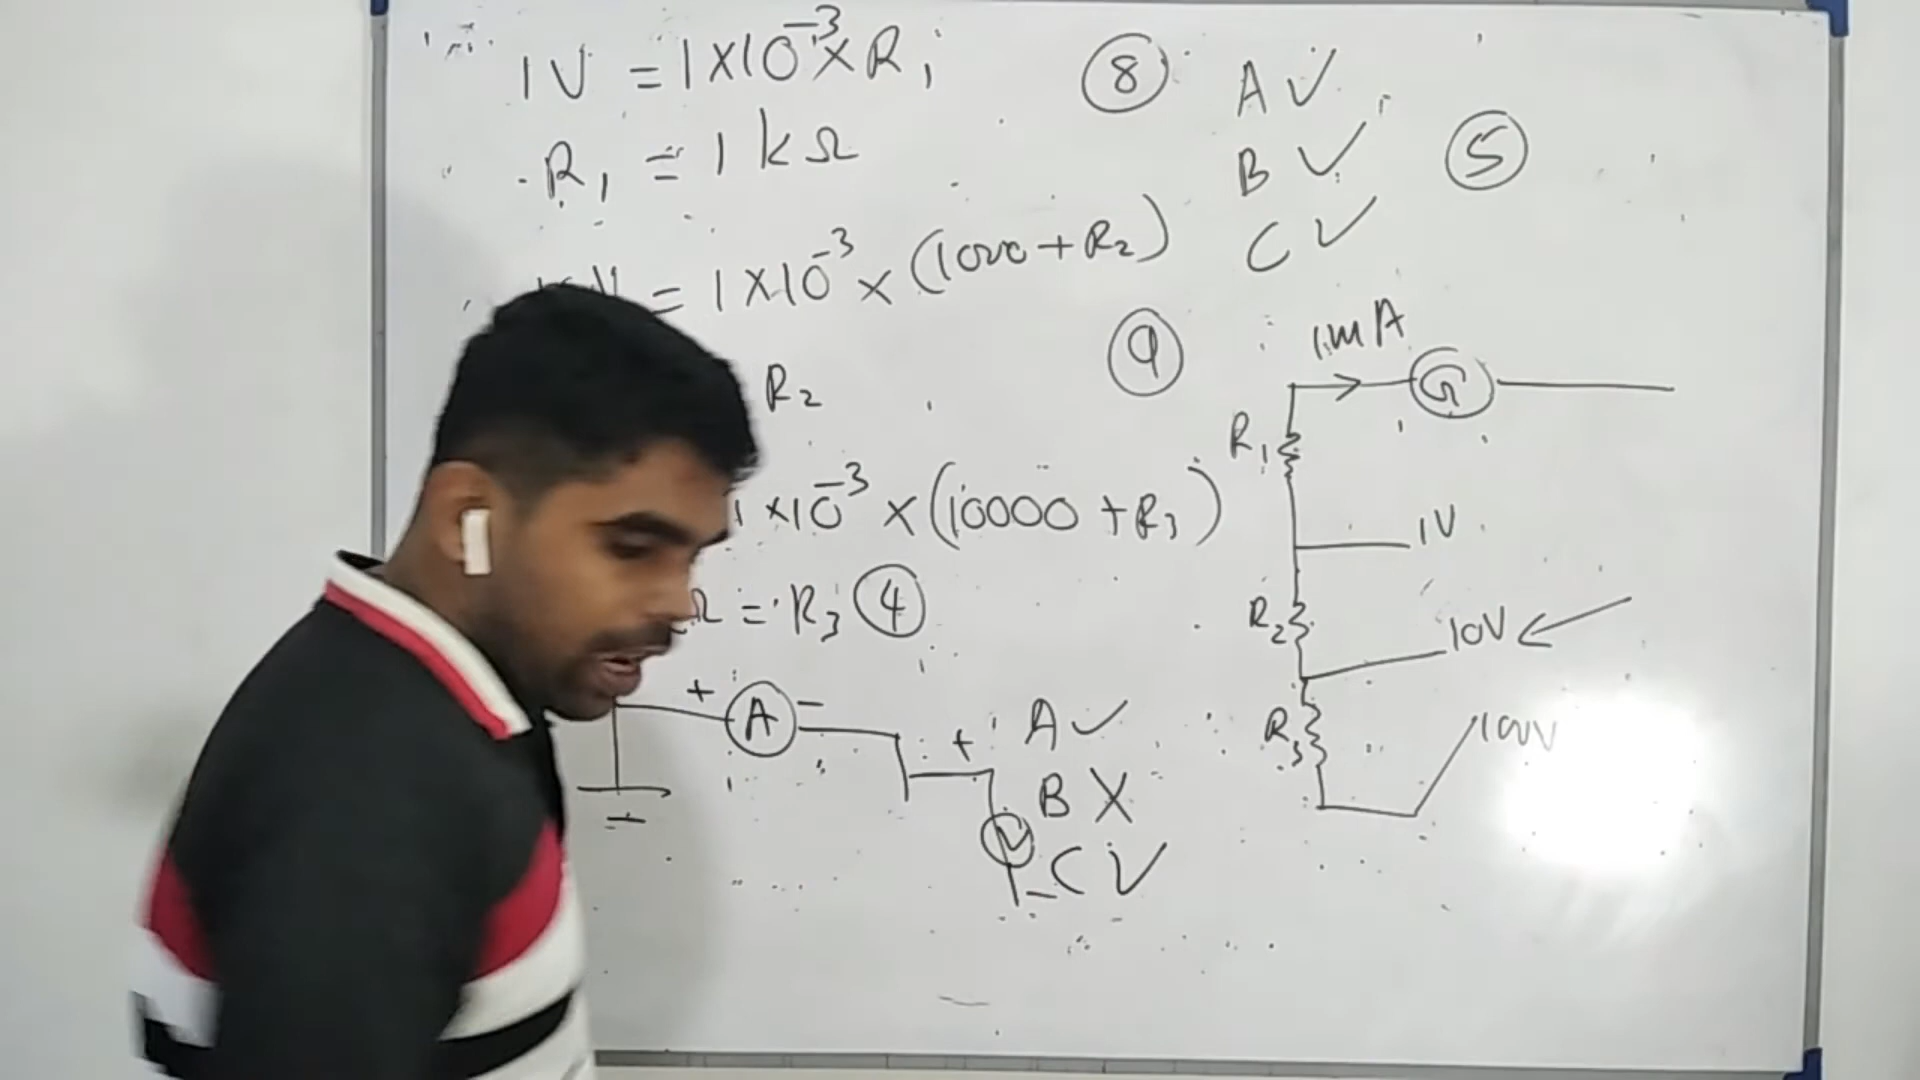 1V = 1×10⁻³×R₁
R₁ = 1 kΩ
= 1×10⁻³×(1000+R₂)
R₂
1×10⁻³×(10000+R₃)
Ω = R₃ ④
+ A −
+
V
−
A ✓
B X
C ✓
⑧ A ✓
B ✓ ⑤
C ✓
⑨ 1mA
G
R₁
1V
R₂
10V
R₃
100V